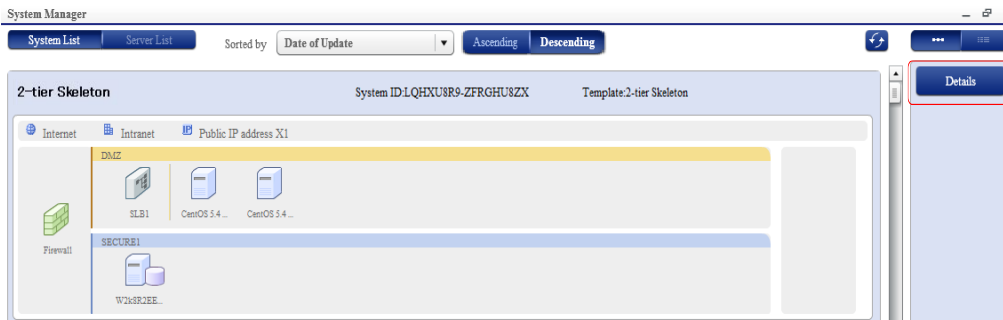 System Manager
System List Server List Sorted by Date of Update Ascending Descending
Details
2-tier Skeleton System ID:LQHXU8R9-ZFRGHU8ZX Template:2-tier Skeleton
Internet Intranet IP Public IP address X1
DMZ
SLB1 CentOS 5.4... CentOS 5.4...
Firewall
SECURE1
W2k8R2EE...